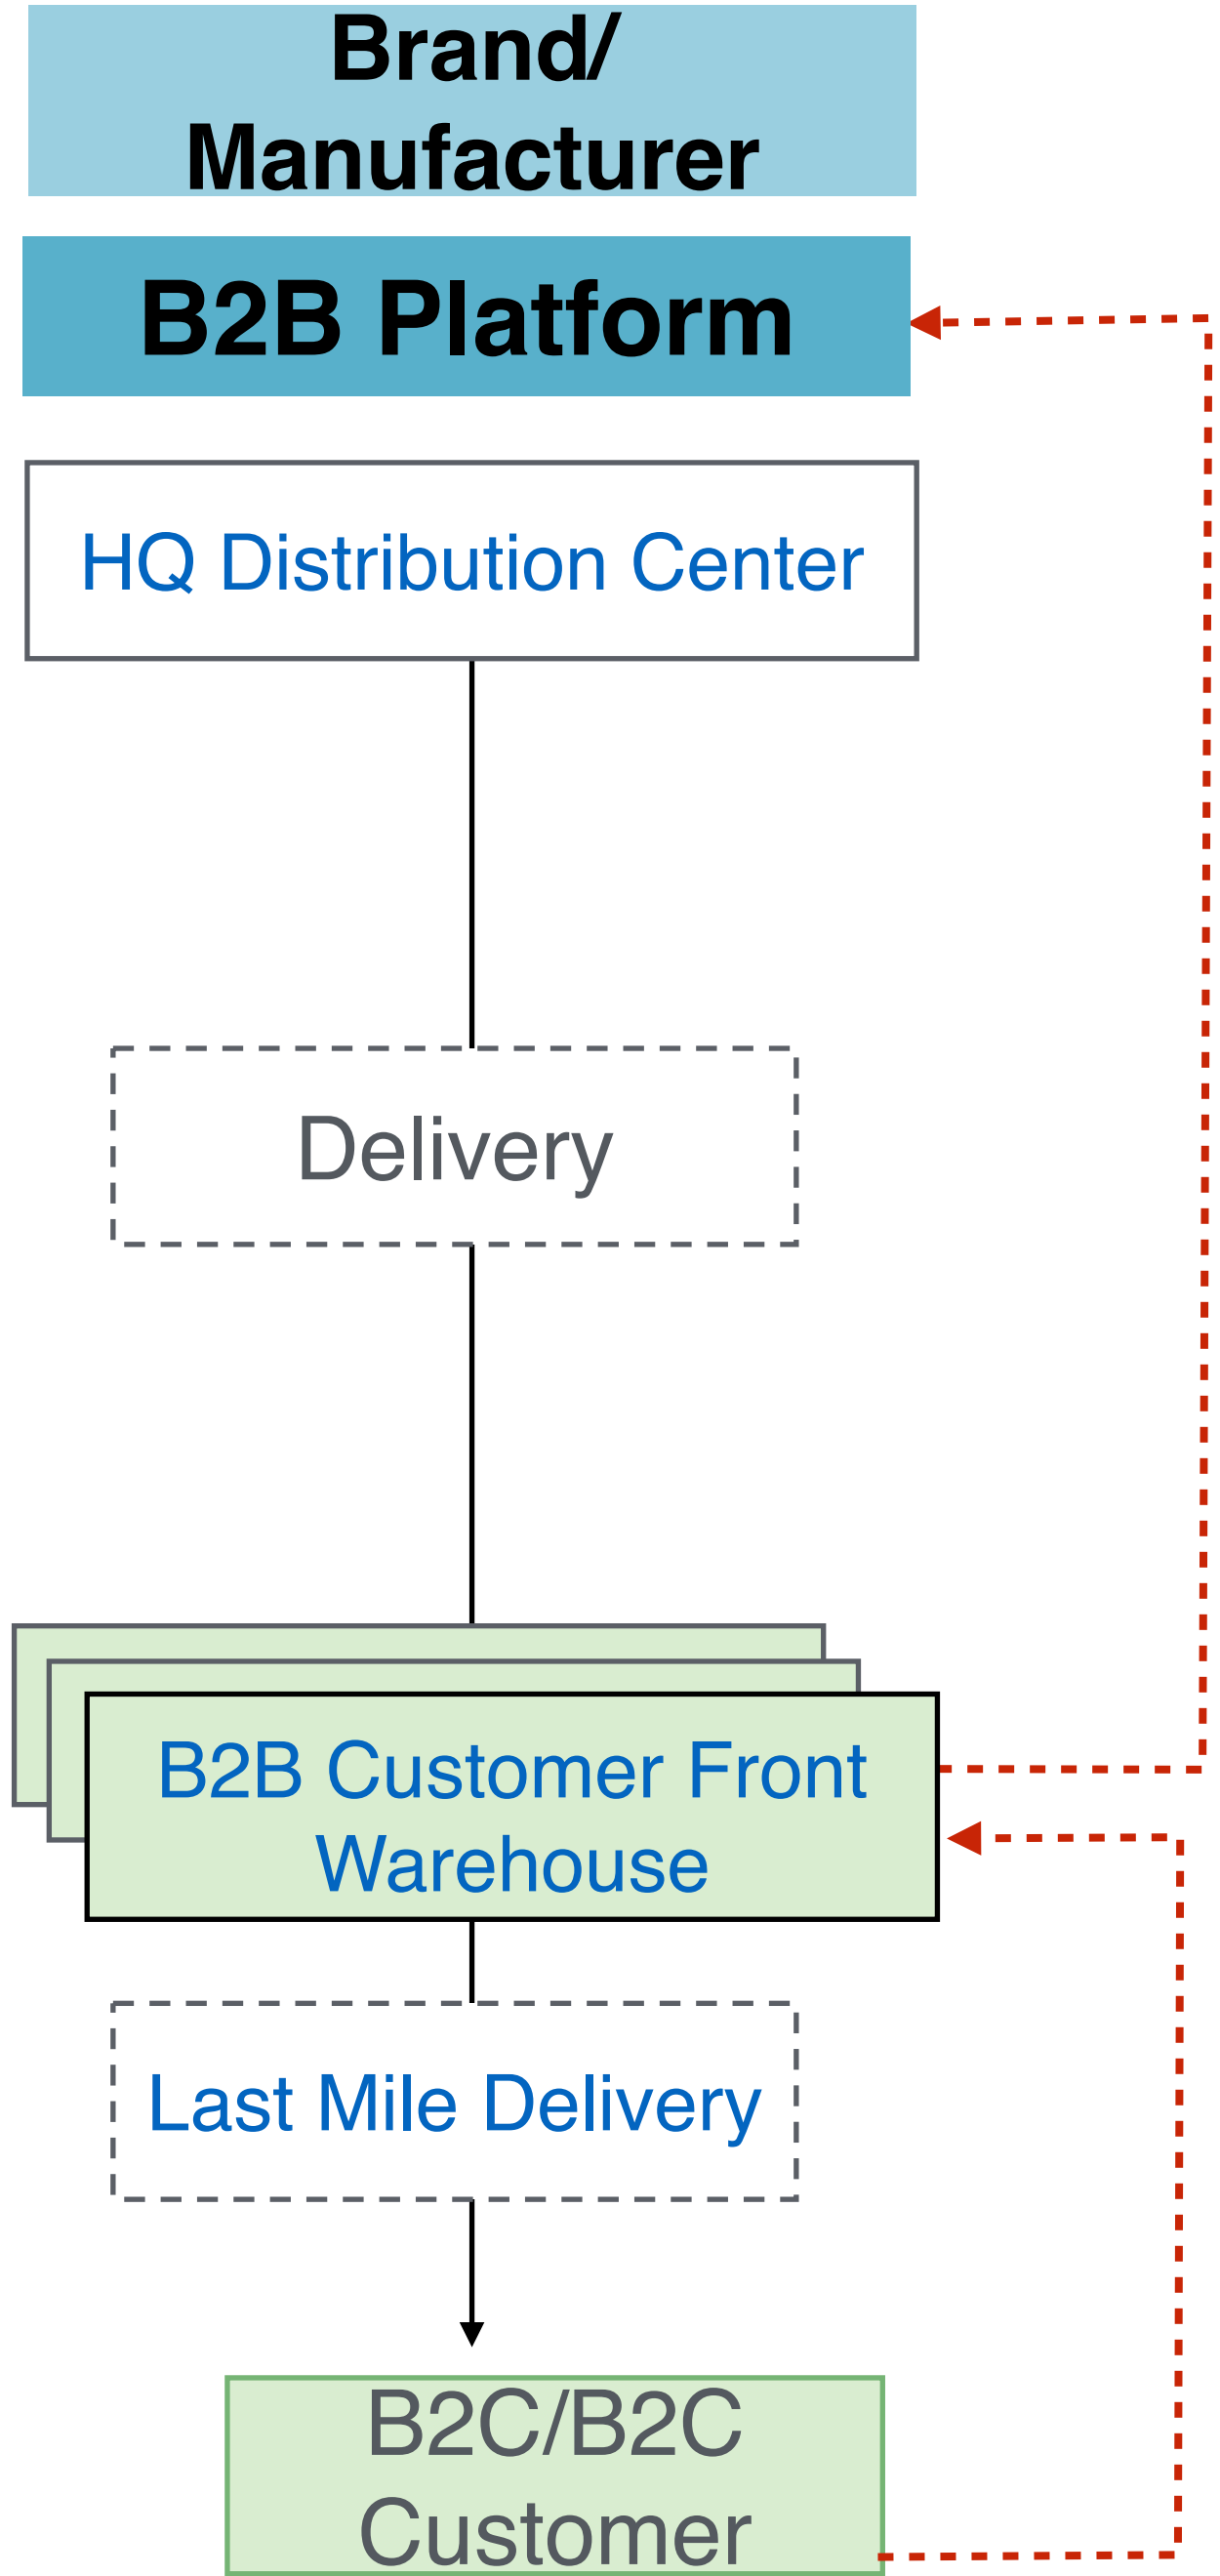 Brand/
Manufacturer
B2B Platform
HQ Distribution Center
Delivery
B2B Customer Front
Warehouse
Last Mile Delivery
B2C/B2C
Customer